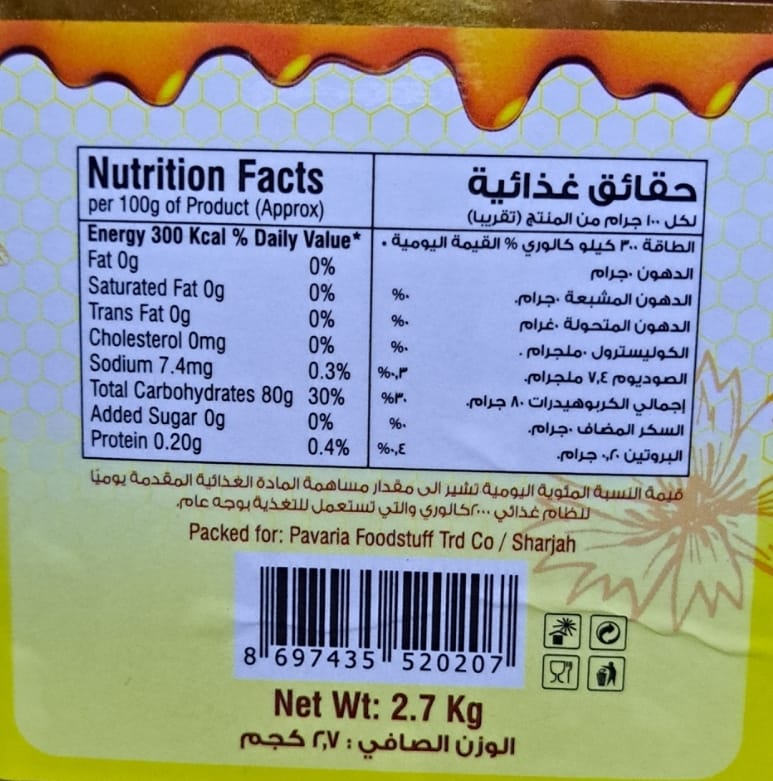 Nutrition Facts
per 100g of Product (Approx)
Energy 300 Kcal % Daily Value*
Fat 0g 0%
Saturated Fat 0g 0%
Trans Fat 0g 0%
Cholesterol 0mg 0%
Sodium 7.4mg 0.3%
Total Carbohydrates 80g 30%
Added Sugar 0g 0%
Protein 0.20g 0.4%
حقائق غذائية
لكل ١٠٠ جرام من المنتج (تقريبا)
الطاقة ٣٠٠ كيلو كالوري % القيمة اليومية .
الدهون ٠جرام
الدهون المشبعة ٠جرام. ٠%
الدهون المتحولة ٠غرام ٠%
الكوليسترول ٠ملجرام . ٠%
الصوديوم ٧,٤ ملجرام. ٠,٣%
إجمالي الكربوهيدرات ٨٠ جرام. ٣٠%
السكر المضاف ٠جرام. ٠%
البروتين ٠,٢٠ جرام. ٠,٤%
قيمة النسبة المئوية اليومية تشير الى مقدار مساهمة المادة الغذائية المقدمة يوميًا
للنظام غذائي ٢٠٠٠كالوري والتي تستعمل للتغذية بوجه عام.
Packed for: Pavaria Foodstuff Trd Co / Sharjah
8 697435 520207
Net Wt: 2.7 Kg
الوزن الصافي : ٢,٧ كجم